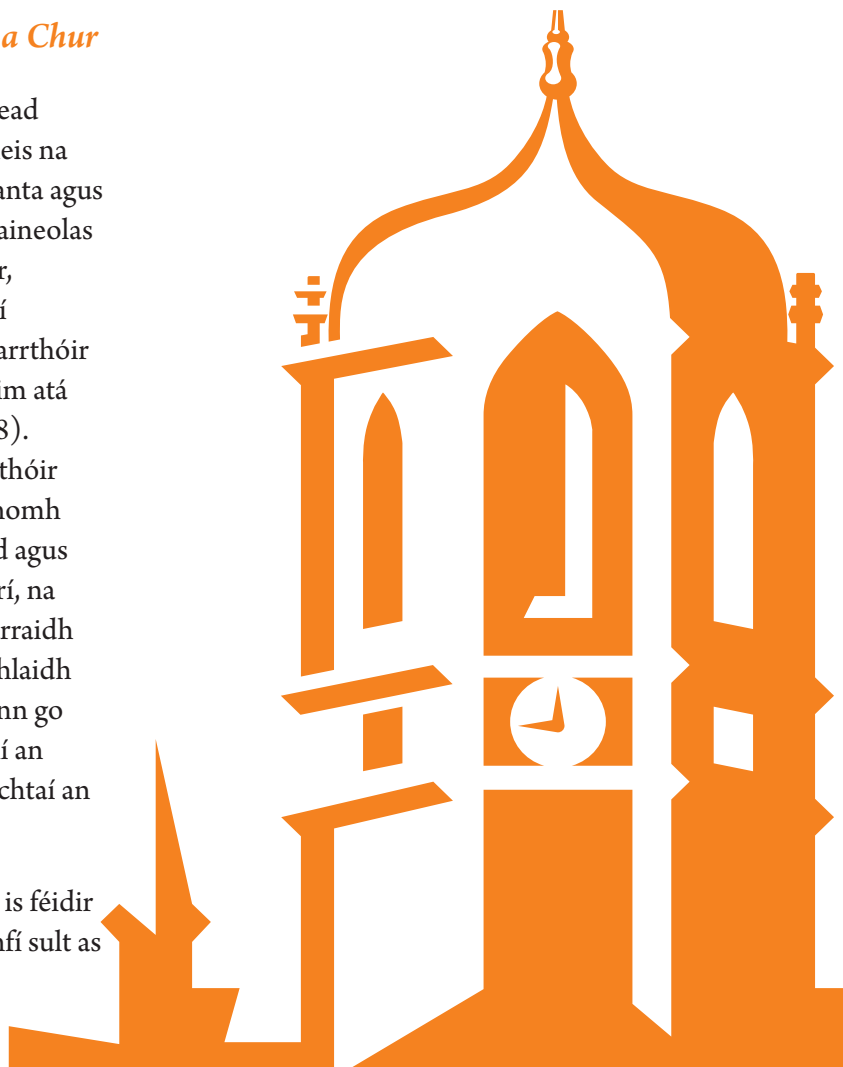 a Chur
ead
eis na
anta agus
aineolas
r,
í
arrthóir
im atá
8).
thóir
homh
d agus
rí, na
rraidh
hlaidh
nn go
í an
chtaí an
is féidir
nfí sult as